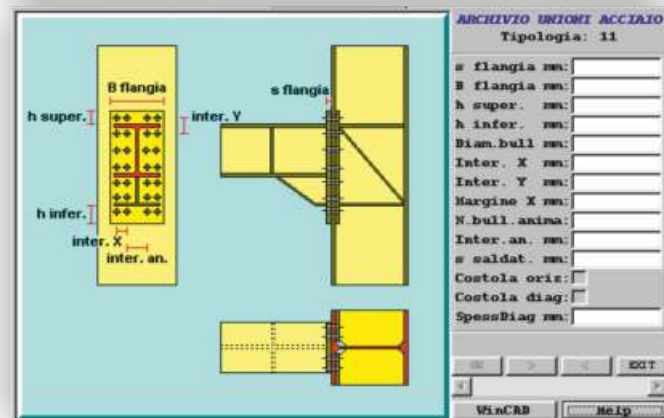 ARCHIVIO UNIONI ACCIAIO
Tipologia: 11
B flangia
s flangia
h super.
inter. Y
h infer.
inter. X
inter. an.
s flangia mm:
B flangia mm:
h super. mm:
h infer. mm:
Diam.bull mm:
Inter. X mm:
Inter. Y mm:
Margine X mm:
N.bull.anima:
Inter.an. mm:
s saldat. mm:
Costola oriz:
Costola diag:
SpessDiag mm:
OK > < EXIT
WinCAD Help